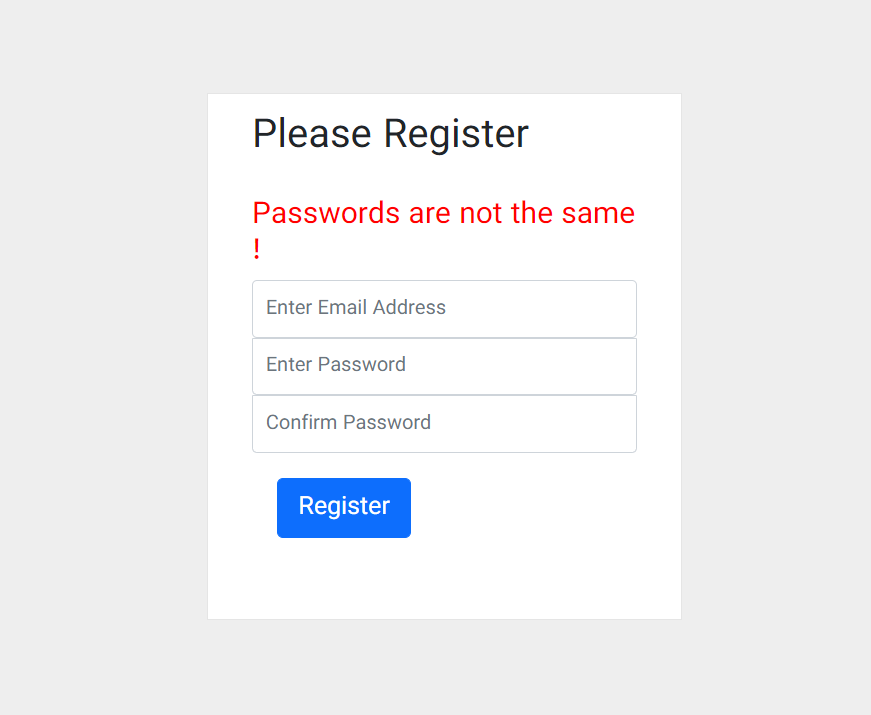 Please Register
Passwords are not the same
!
Enter Email Address
Enter Password
Confirm Password
Register